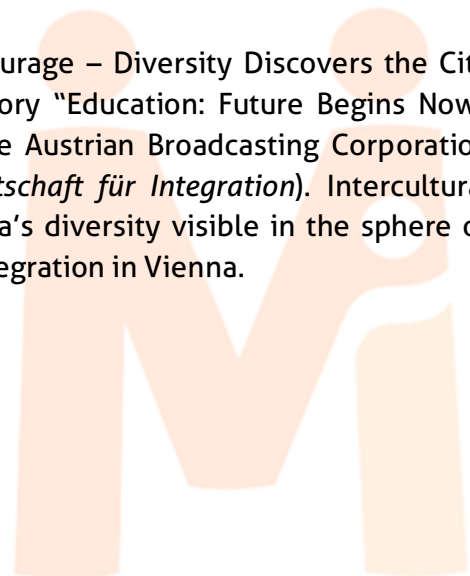 urage – Diversity Discovers the Cit
ory “Education: Future Begins Now
e Austrian Broadcasting Corporatio
tschaft für Integration). Intercultura
a’s diversity visible in the sphere o
egration in Vienna.